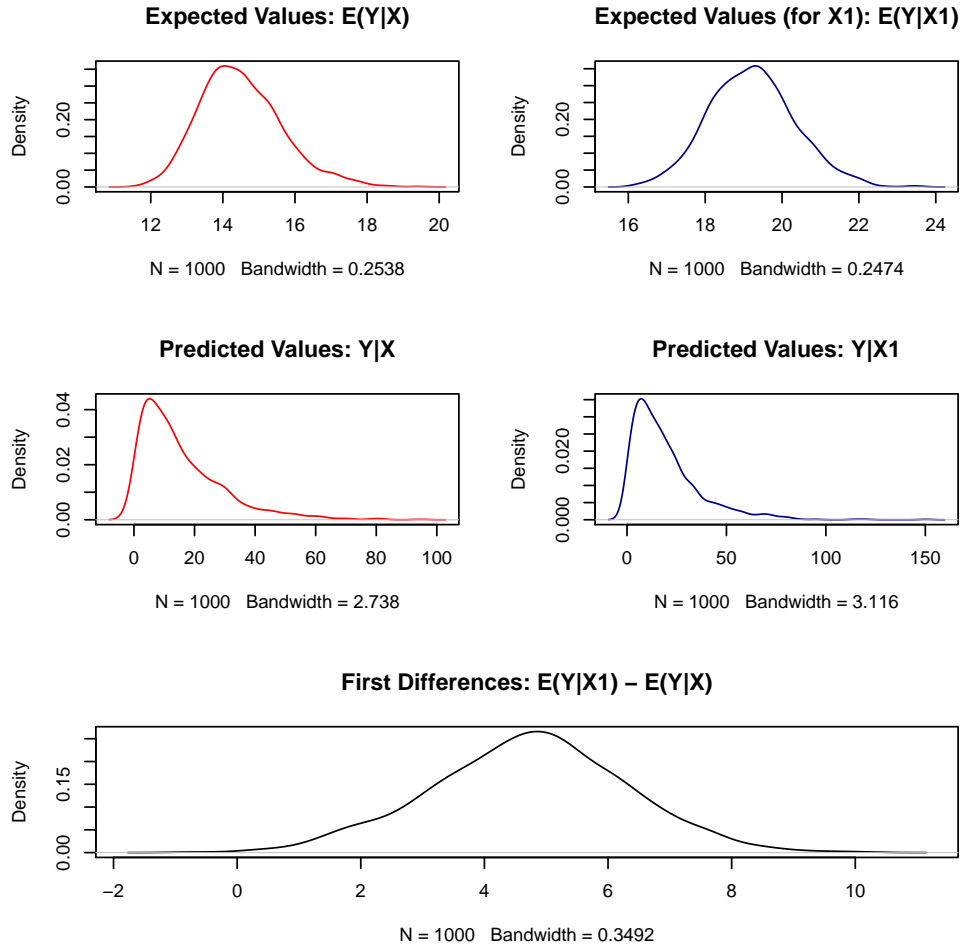 Expected Values: E(Y|X)
Density
0.00 0.20
12 14 16 18 20
N = 1000 Bandwidth = 0.2538
Expected Values (for X1): E(Y|X1)
Density
0.00 0.20
16 18 20 22 24
N = 1000 Bandwidth = 0.2474
Predicted Values: Y|X
Density
0.00 0.02 0.04
0 20 40 60 80 100
N = 1000 Bandwidth = 2.738
Predicted Values: Y|X1
Density
0.000 0.020
0 50 100 150
N = 1000 Bandwidth = 3.116
First Differences: E(Y|X1) − E(Y|X)
Density
0.00 0.15
−2 0 2 4 6 8 10
N = 1000 Bandwidth = 0.3492